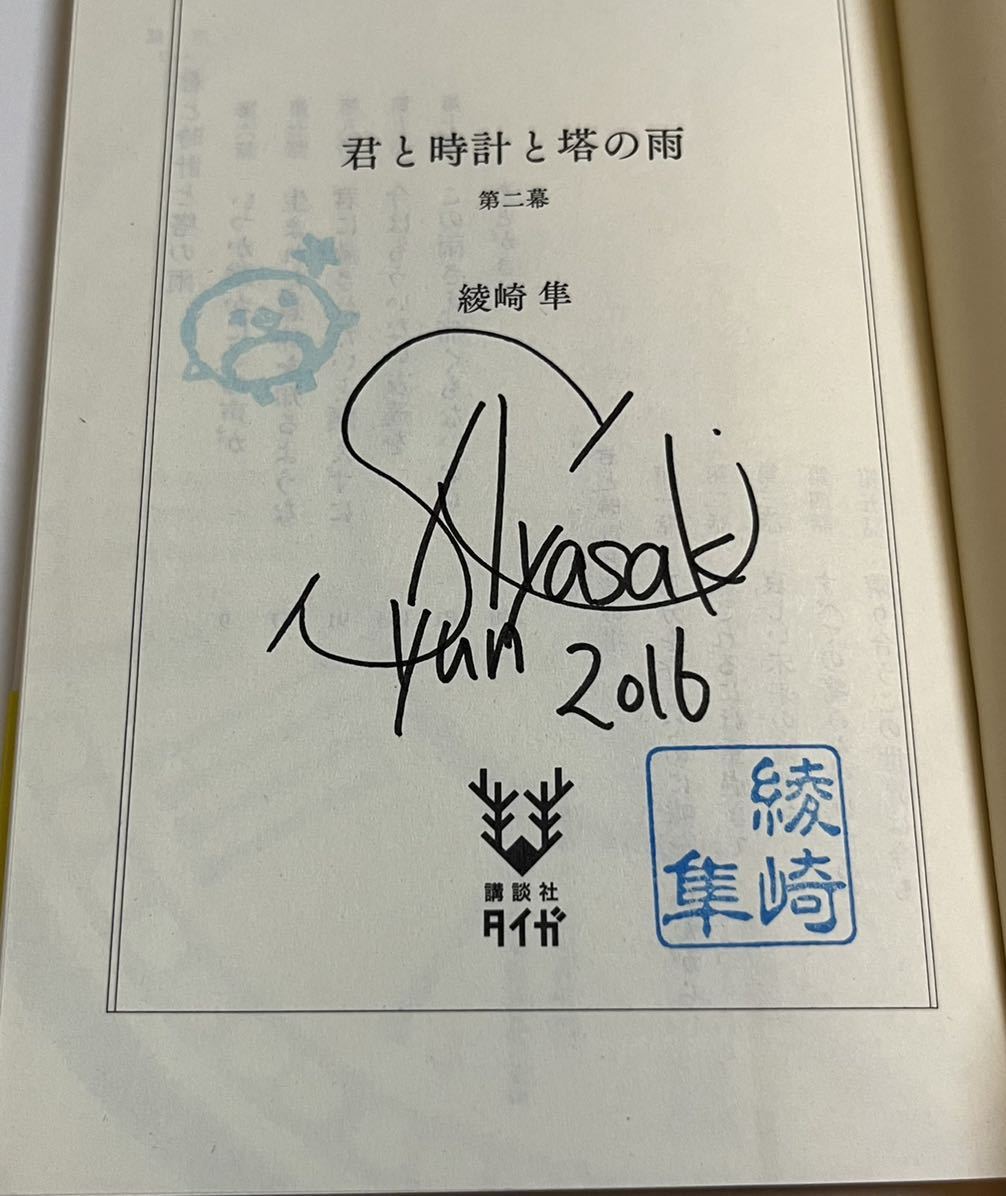 君と時計と塔の雨
第二幕
綾崎 隼
Ayasaki
Syun 2016
講談社
タイガ
綾崎
隼